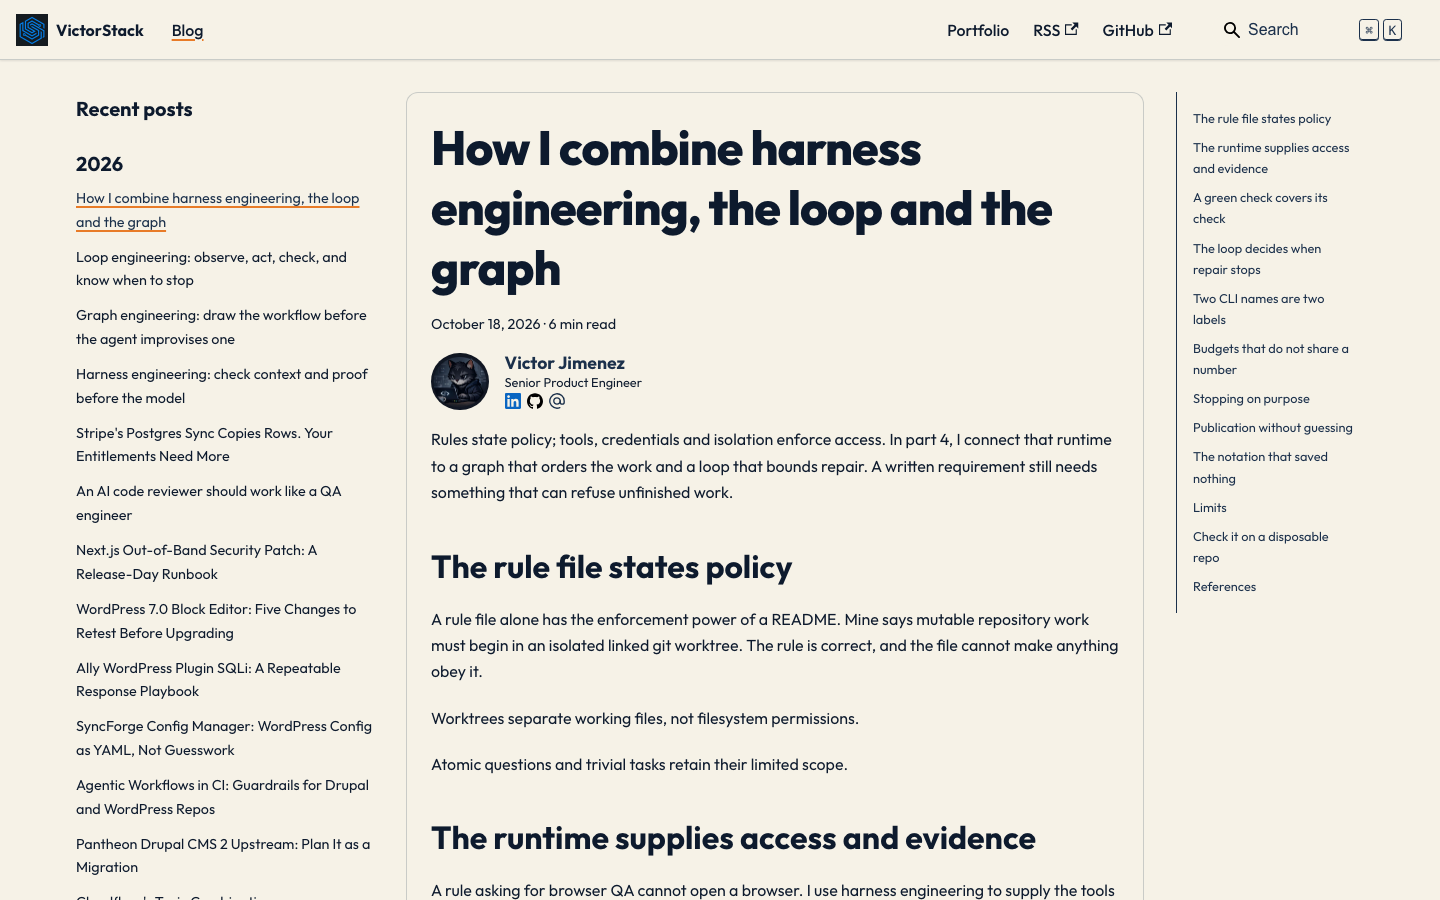 VictorStack
Blog
Portfolio
RSS
GitHub
Search
⌘ K
Recent posts
2026
How I combine harness engineering, the loop
and the graph
Loop engineering: observe, act, check, and
know when to stop
Graph engineering: draw the workflow before
the agent improvises one
Harness engineering: check context and proof
before the model
Stripe's Postgres Sync Copies Rows. Your
Entitlements Need More
An AI code reviewer should work like a QA
engineer
Next.js Out-of-Band Security Patch: A
Release-Day Runbook
WordPress 7.0 Block Editor: Five Changes to
Retest Before Upgrading
Ally WordPress Plugin SQLi: A Repeatable
Response Playbook
SyncForge Config Manager: WordPress Config
as YAML, Not Guesswork
Agentic Workflows in CI: Guardrails for Drupal
and WordPress Repos
Pantheon Drupal CMS 2 Upstream: Plan It as a
Migration
How I combine harness
engineering, the loop and the
graph
October 18, 2026 · 6 min read
Victor Jimenez
Senior Product Engineer
Rules state policy; tools, credentials and isolation enforce access. In part 4, I connect that runtime
to a graph that orders the work and a loop that bounds repair. A written requirement still needs
something that can refuse unfinished work.
The rule file states policy
A rule file alone has the enforcement power of a README. Mine says mutable repository work
must begin in an isolated linked git worktree. The rule is correct, and the file cannot make anything
obey it.
Worktrees separate working files, not filesystem permissions.
Atomic questions and trivial tasks retain their limited scope.
The runtime supplies access and evidence
A rule asking for browser QA cannot open a browser. I use harness engineering to supply the tools
The rule file states policy
The runtime supplies access
and evidence
A green check covers its
check
The loop decides when
repair stops
Two CLI names are two
labels
Budgets that do not share a
number
Stopping on purpose
Publication without guessing
The notation that saved
nothing
Limits
Check it on a disposable
repo
References